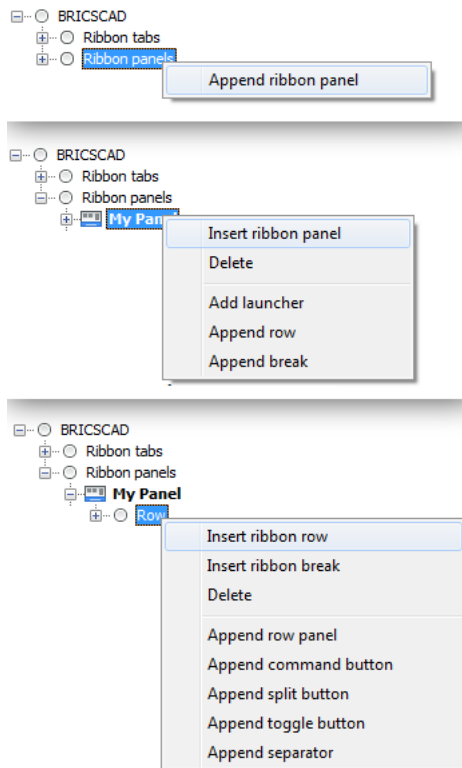 BRICSCAD
Ribbon tabs
Ribbon panels
Append ribbon panel
BRICSCAD
Ribbon tabs
Ribbon panels
My Panel
Insert ribbon panel
Delete
Add launcher
Append row
Append break
BRICSCAD
Ribbon tabs
Ribbon panels
My Panel
Row
Insert ribbon row
Insert ribbon break
Delete
Append row panel
Append command button
Append split button
Append toggle button
Append separator